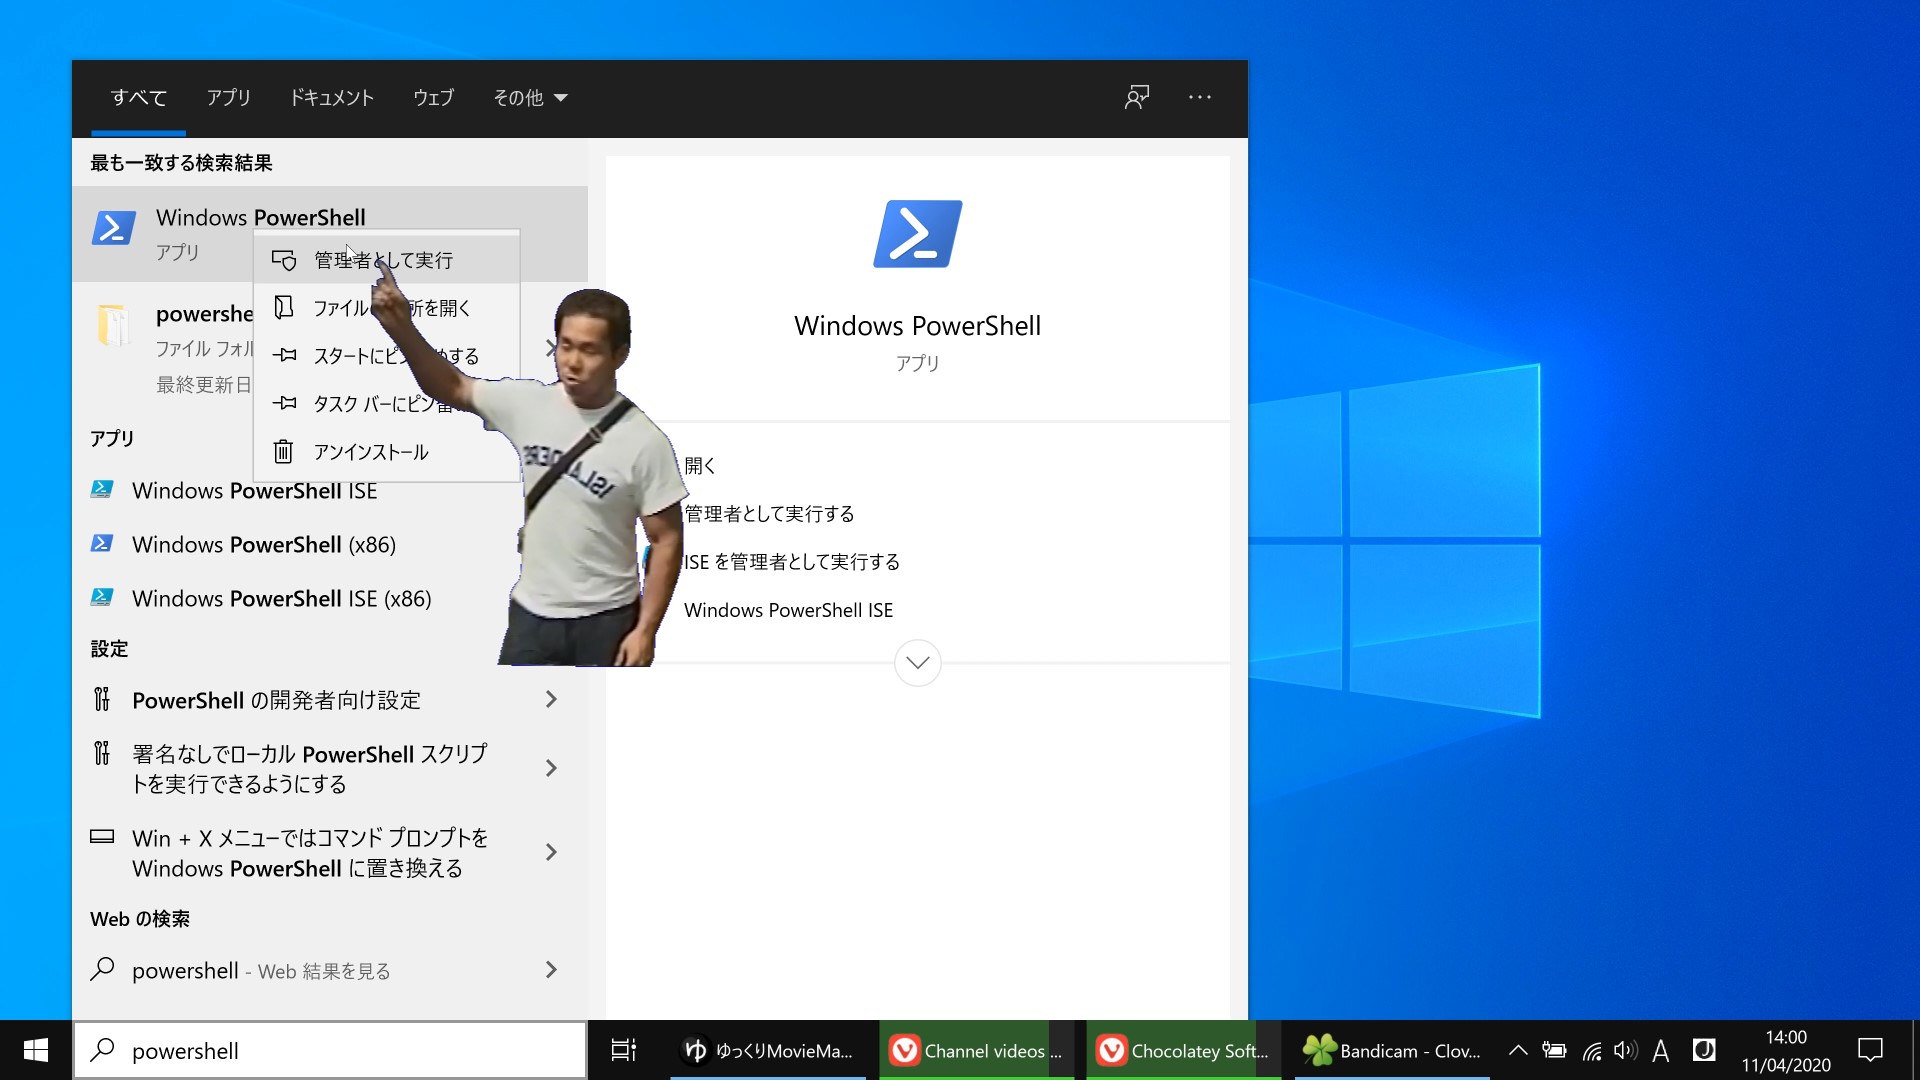 すべて アプリ ドキュメント ウェブ その他
最も一致する検索結果
Windows PowerShell
アプリ
管理者として実行
ファイル 所を開く
スタートにピン めする
タスク バーにピン留
アンインストール
powershe
ファイル フォル
最終更新日
アプリ
Windows PowerShell ISE
Windows PowerShell (x86)
Windows PowerShell ISE (x86)
設定
PowerShell の開発者向け設定
署名なしでローカル PowerShell スクリプ
トを実行できるようにする
Win + X メニューではコマンド プロンプトを
Windows PowerShell に置き換える
Web の検索
powershell - Web 結果を見る
Windows PowerShell
アプリ
開く
管理者として実行する
ISE を管理者として実行する
Windows PowerShell ISE
powershell
ゆ ゆっくりMovieMa...
Channel videos ...
Chocolatey Soft...
Bandicam - Clov...
A
J
14:00
11/04/2020